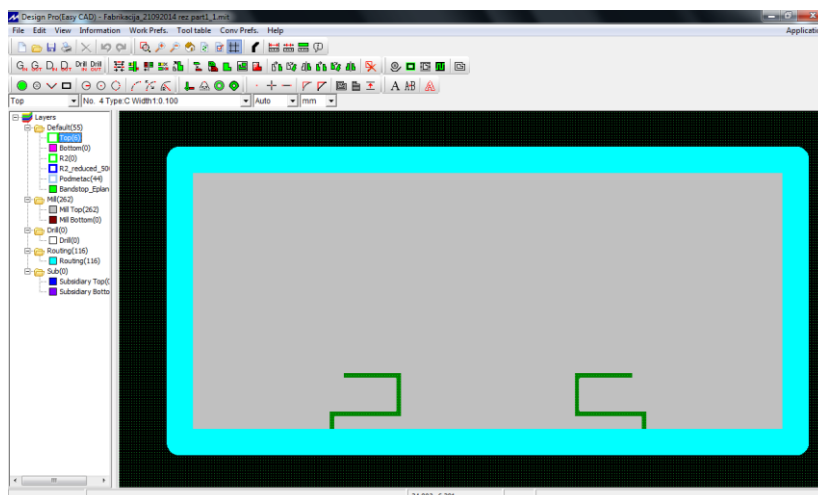 Design Pro(Easy CAD) - Fabrikacija_21092014 rez part1_1.mit
File Edit View Information Work Prefs. Tool table Conv Prefs. Help Applicatio
Top No. 4 Type:C Width1:0.100 Auto mm
Layers
Default(55)
Top(6)
Bottom(0)
R2(0)
R2_reduced_50
Podmetac(44)
Bandstop_Eplan
Mill(262)
Mill Top(262)
Mill Bottom(0)
Drill(0)
Drill(0)
Routing(116)
Routing(116)
Sub(0)
Subsidiary Top(0
Subsidiary Botto